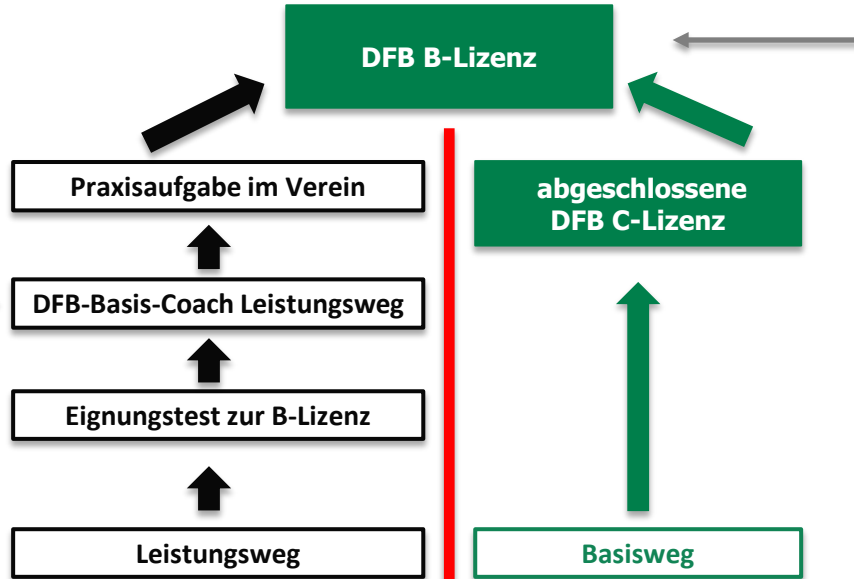 DFB B-Lizenz
Praxisaufgabe im Verein
DFB-Basis-Coach Leistungsweg
Eignungstest zur B-Lizenz
Leistungsweg
abgeschlossene
DFB C-Lizenz
Basisweg